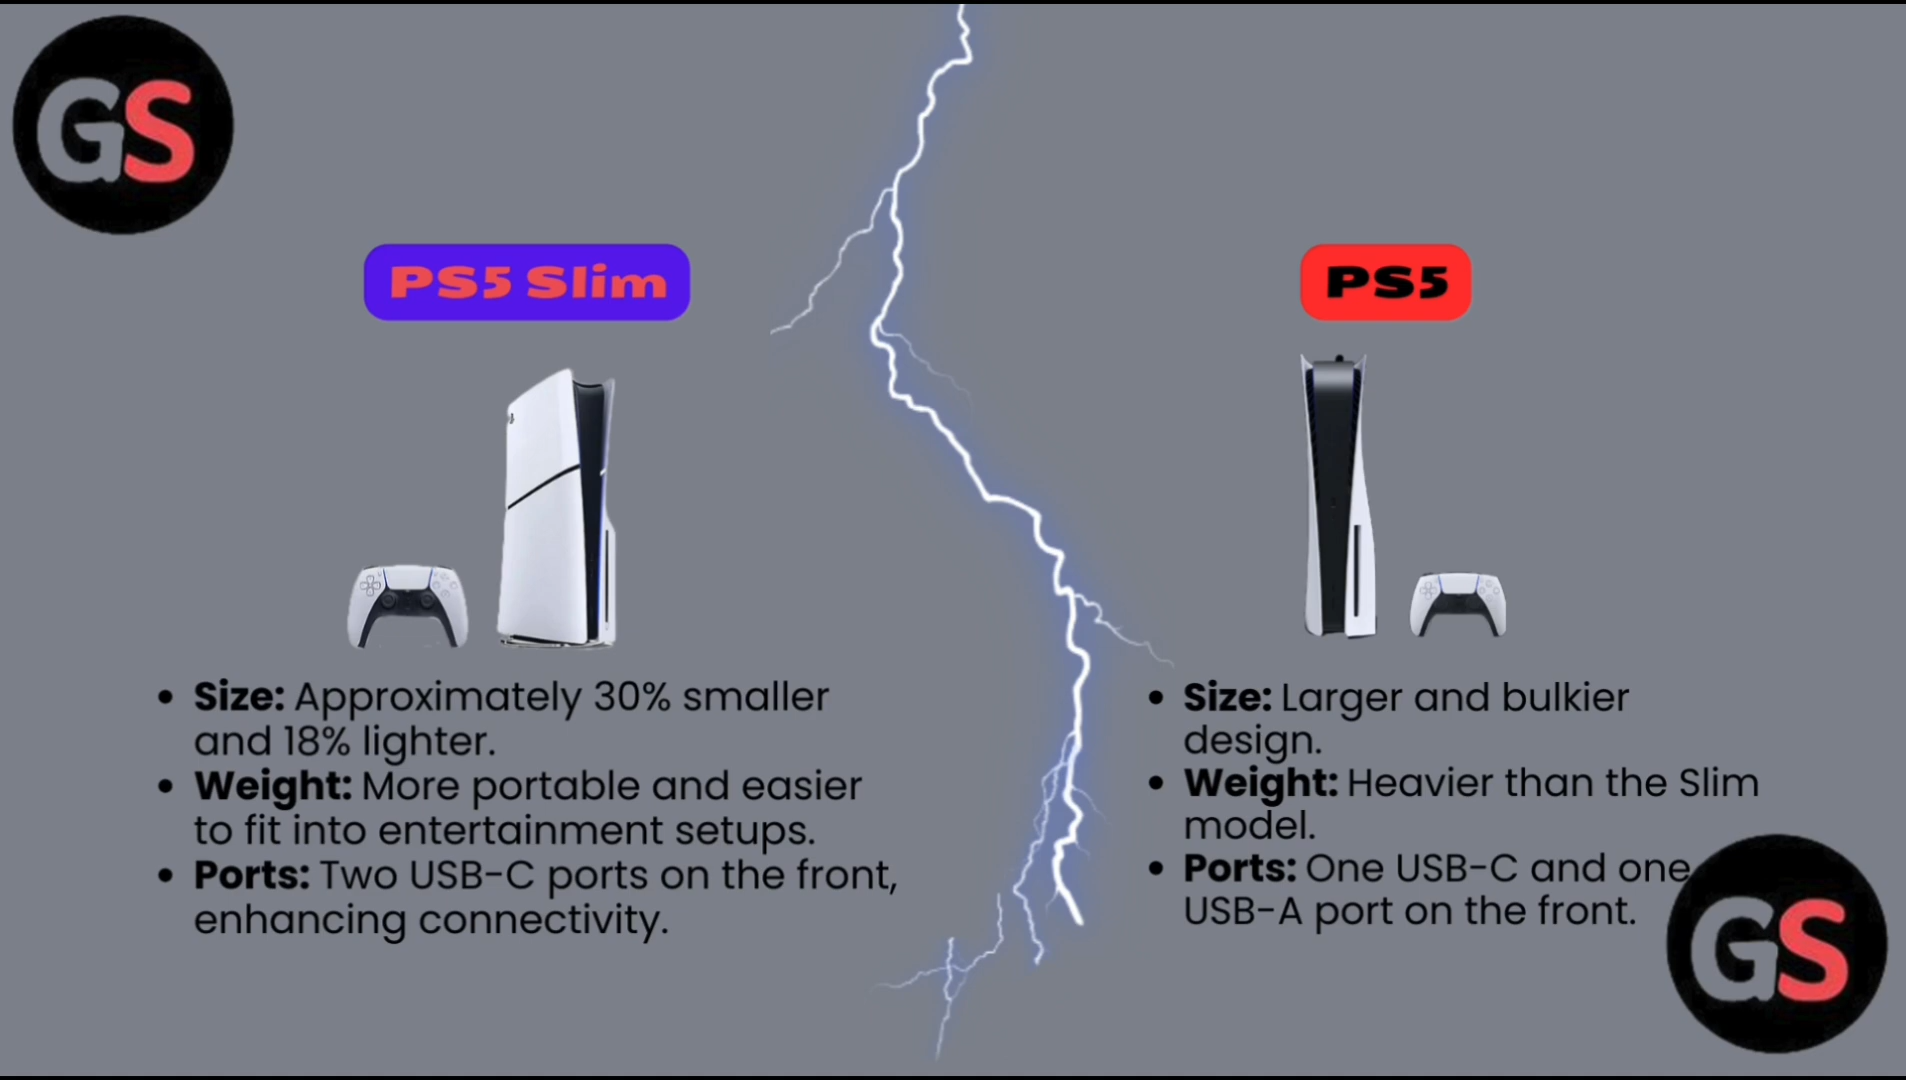 GS
PS5 Slim
PS5
• Size: Approximately 30% smaller
and 18% lighter.
• Weight: More portable and easier
to fit into entertainment setups.
• Ports: Two USB-C ports on the front,
enhancing connectivity.
• Size: Larger and bulkier
design.
• Weight: Heavier than the Slim
model.
• Ports: One USB-C and one
USB-A port on the front.
GS